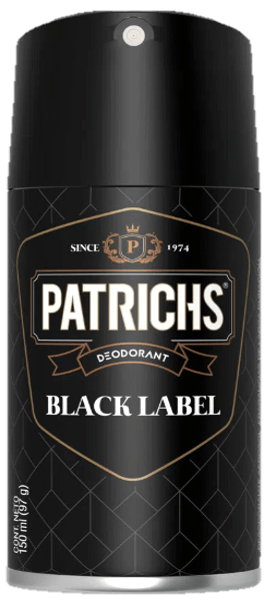 SINCE P 1974
PATRICHS®
DEODORANT
BLACK LABEL
CONT. NETO
150 ml (97 g)